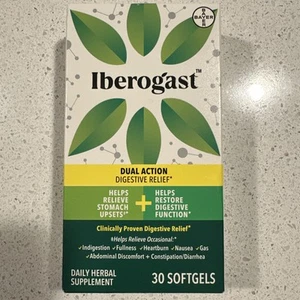 BAYER
Iberogast™
DUAL ACTION
DIGESTIVE RELIEF*
HELPS
RELIEVE
STOMACH
UPSETS‡*
+
HELPS
RESTORE
DIGESTIVE
FUNCTION*
Clinically Proven Digestive Relief*
‡Helps Relieve Occasional:*
✓Indigestion ✓Fullness ✓Heartburn ✓Nausea ✓Gas
✓Abdominal Discomfort + Constipation/Diarrhea
DAILY HERBAL
SUPPLEMENT
30 SOFTGELS